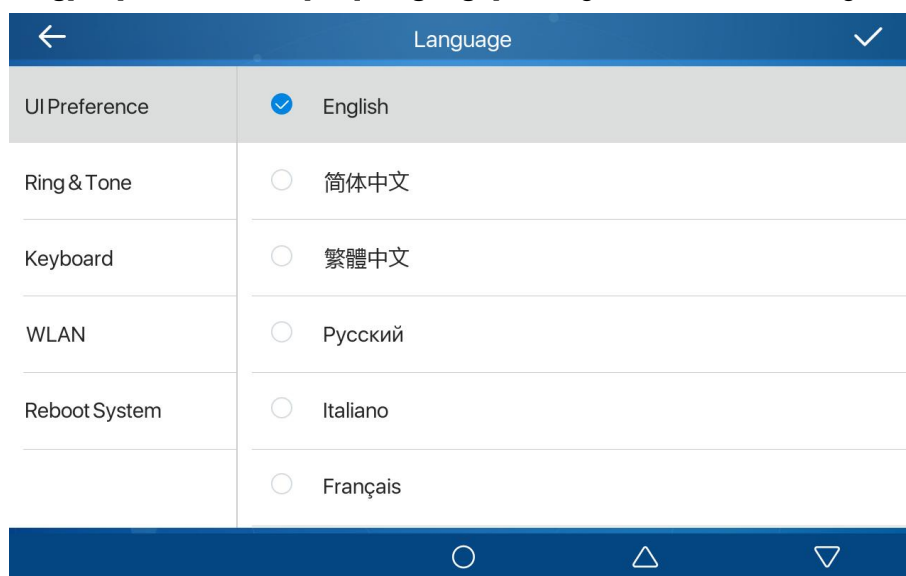 Language
UI Preference
English
Ring & Tone
简体中文
Keyboard
繁體中文
WLAN
Русский
Reboot System
Italiano
Français